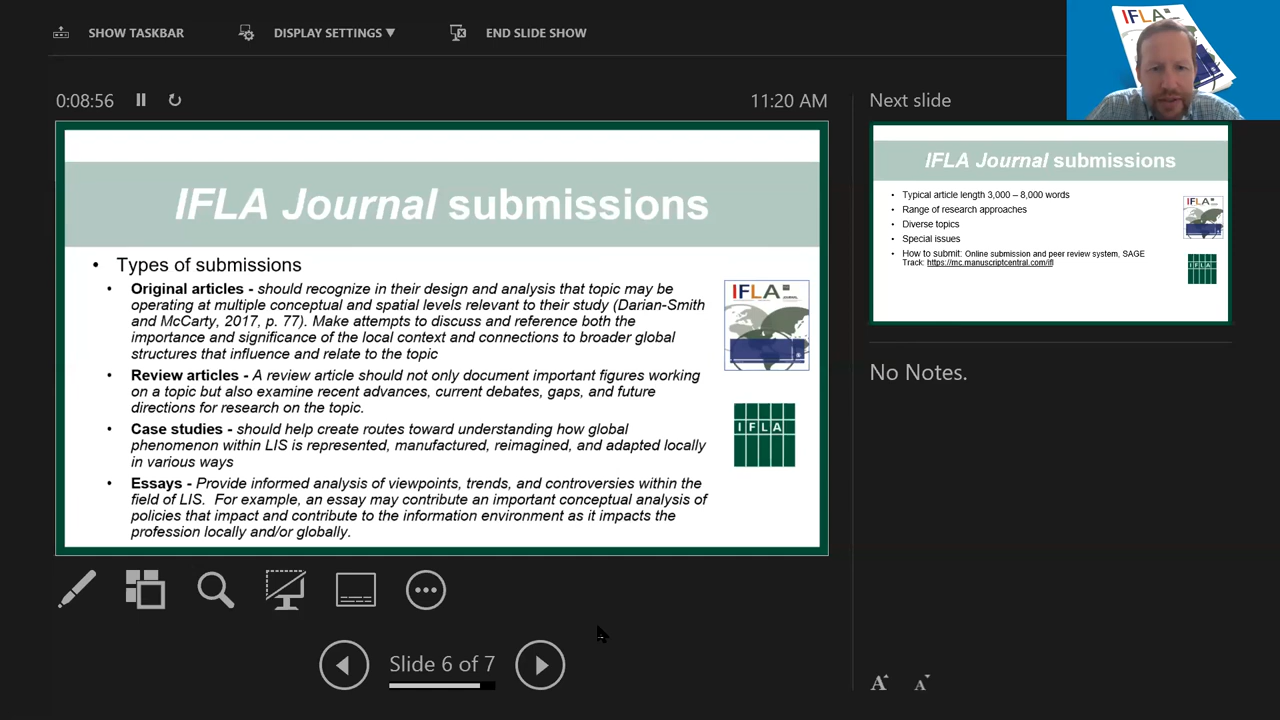 SHOW TASKBAR
DISPLAY SETTINGS ▼
END SLIDE SHOW
IFLA
0:08:56
11:20 AM
Next slide
IFLA Journal submissions
• Types of submissions
• Original articles - should recognize in their design and analysis that topic may be
operating at multiple conceptual and spatial levels relevant to their study (Darian-Smith
and McCarty, 2017, p. 77). Make attempts to discuss and reference both the
importance and significance of the local context and connections to broader global
structures that influence and relate to the topic
• Review articles - A review article should not only document important figures working
on a topic but also examine recent advances, current debates, gaps, and future
directions for research on the topic.
• Case studies - should help create routes toward understanding how global
phenomenon within LIS is represented, manufactured, reimagined, and adapted locally
in various ways
• Essays - Provide informed analysis of viewpoints, trends, and controversies within the
field of LIS. For example, an essay may contribute an important conceptual analysis of
policies that impact and contribute to the information environment as it impacts the
profession locally and/or globally.
IFLA
IFLA
IFLA Journal submissions
• Typical article length 3,000 – 8,000 words
• Range of research approaches
• Diverse topics
• Special issues
• How to submit: Online submission and peer review system, SAGE
Track: https://mc.manuscriptcentral.com/ifl
IFLA
IFLA
No Notes.
Slide 6 of 7
A A